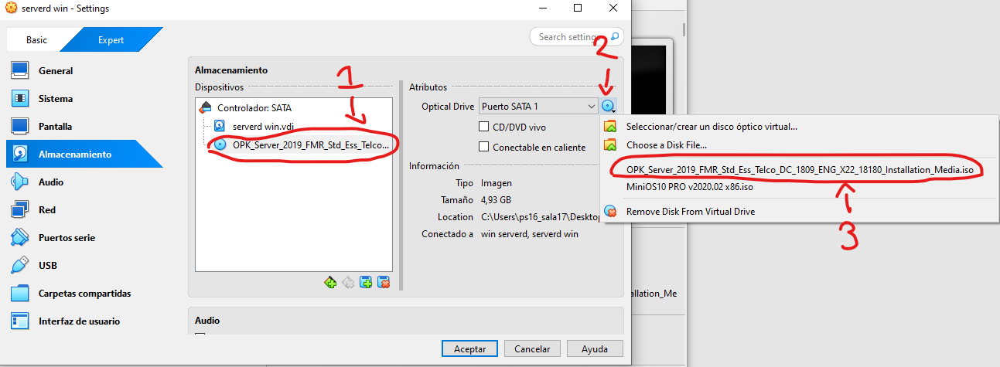 serverd win - Settings
Basic
Expert
Search settings
General
Sistema
Pantalla
Almacenamiento
Audio
Red
Puertos serie
USB
Carpetas compartidas
Interfaz de usuario
Almacenamiento
Dispositivos
Controlador: SATA
serverd win.vdi
OPK_Server_2019_FMR_Std_Ess_Telco...
1
Atributos
Optical Drive
Puerto SATA 1
2
CD/DVD vivo
Conectable en caliente
Información
Tipo
Imagen
Tamaño
4,93 GB
Location
C:\Users\ps16_sala17\Desktop
Conectado a
win serverd, serverd win
Seleccionar/crear un disco óptico virtual...
Choose a Disk File...
OPK_Server_2019_FMR_Std_Ess_Telco_DC_1809_ENG_X22_18180_Installation_Media.iso
MiniOS10 PRO v2020.02 x86.iso
Remove Disk From Virtual Drive
3
allation_Me
Audio
Aceptar
Cancelar
Ayuda